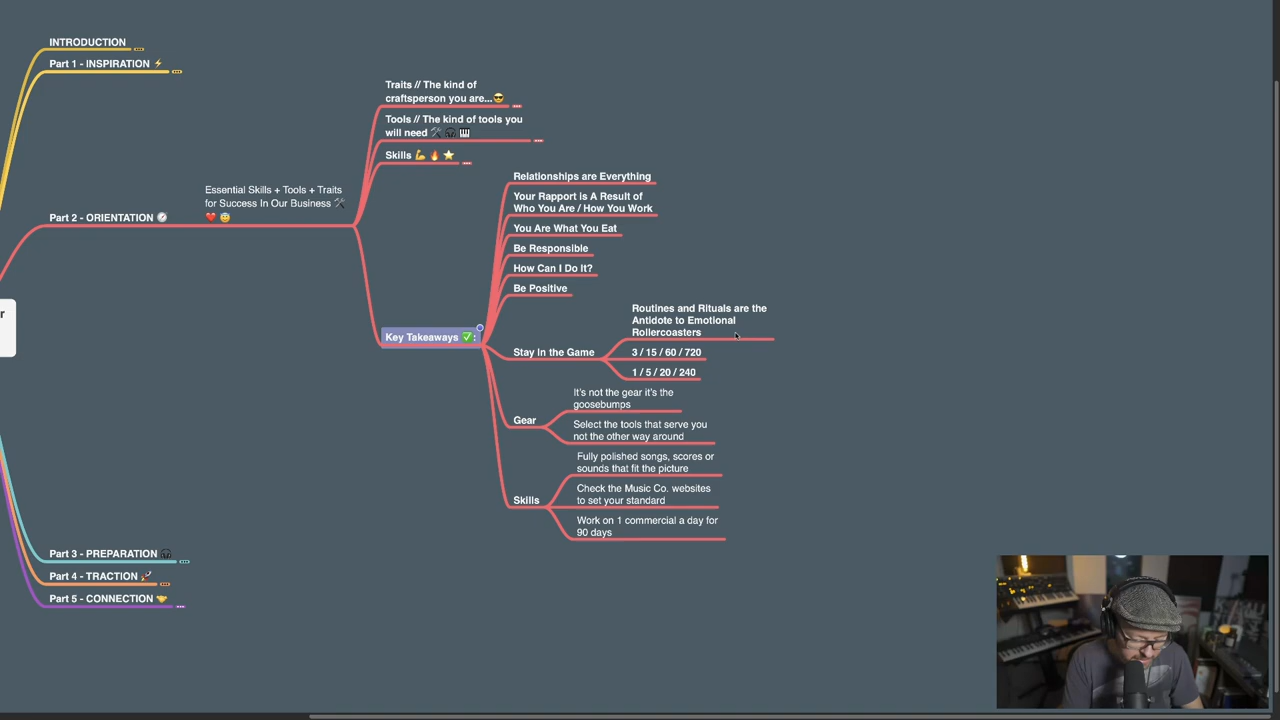 INTRODUCTION
Part 1 - INSPIRATION ⚡
Part 2 - ORIENTATION 🧭
Essential Skills + Tools + Traits
for Success In Our Business 🛠
❤️ 😇
Traits // The kind of
craftsperson you are...😎
Tools // The kind of tools you
will need 🛠 🎧 🎹
Skills 💪 🔥 ⭐
Key Takeaways ✅:
Relationships are Everything
Your Rapport is A Result of
Who You Are / How You Work
You Are What You Eat
Be Responsible
How Can I Do It?
Be Positive
Stay in the Game
Routines and Rituals are the
Antidote to Emotional
Rollercoasters
3 / 15 / 60 / 720
1 / 5 / 20 / 240
Gear
It's not the gear it's the
goosebumps
Select the tools that serve you
not the other way around
Skills
Fully polished songs, scores or
sounds that fit the picture
Check the Music Co. websites
to set your standard
Work on 1 commercial a day for
90 days
Part 3 - PREPARATION 🎧
Part 4 - TRACTION 🚀
Part 5 - CONNECTION 🤝
r